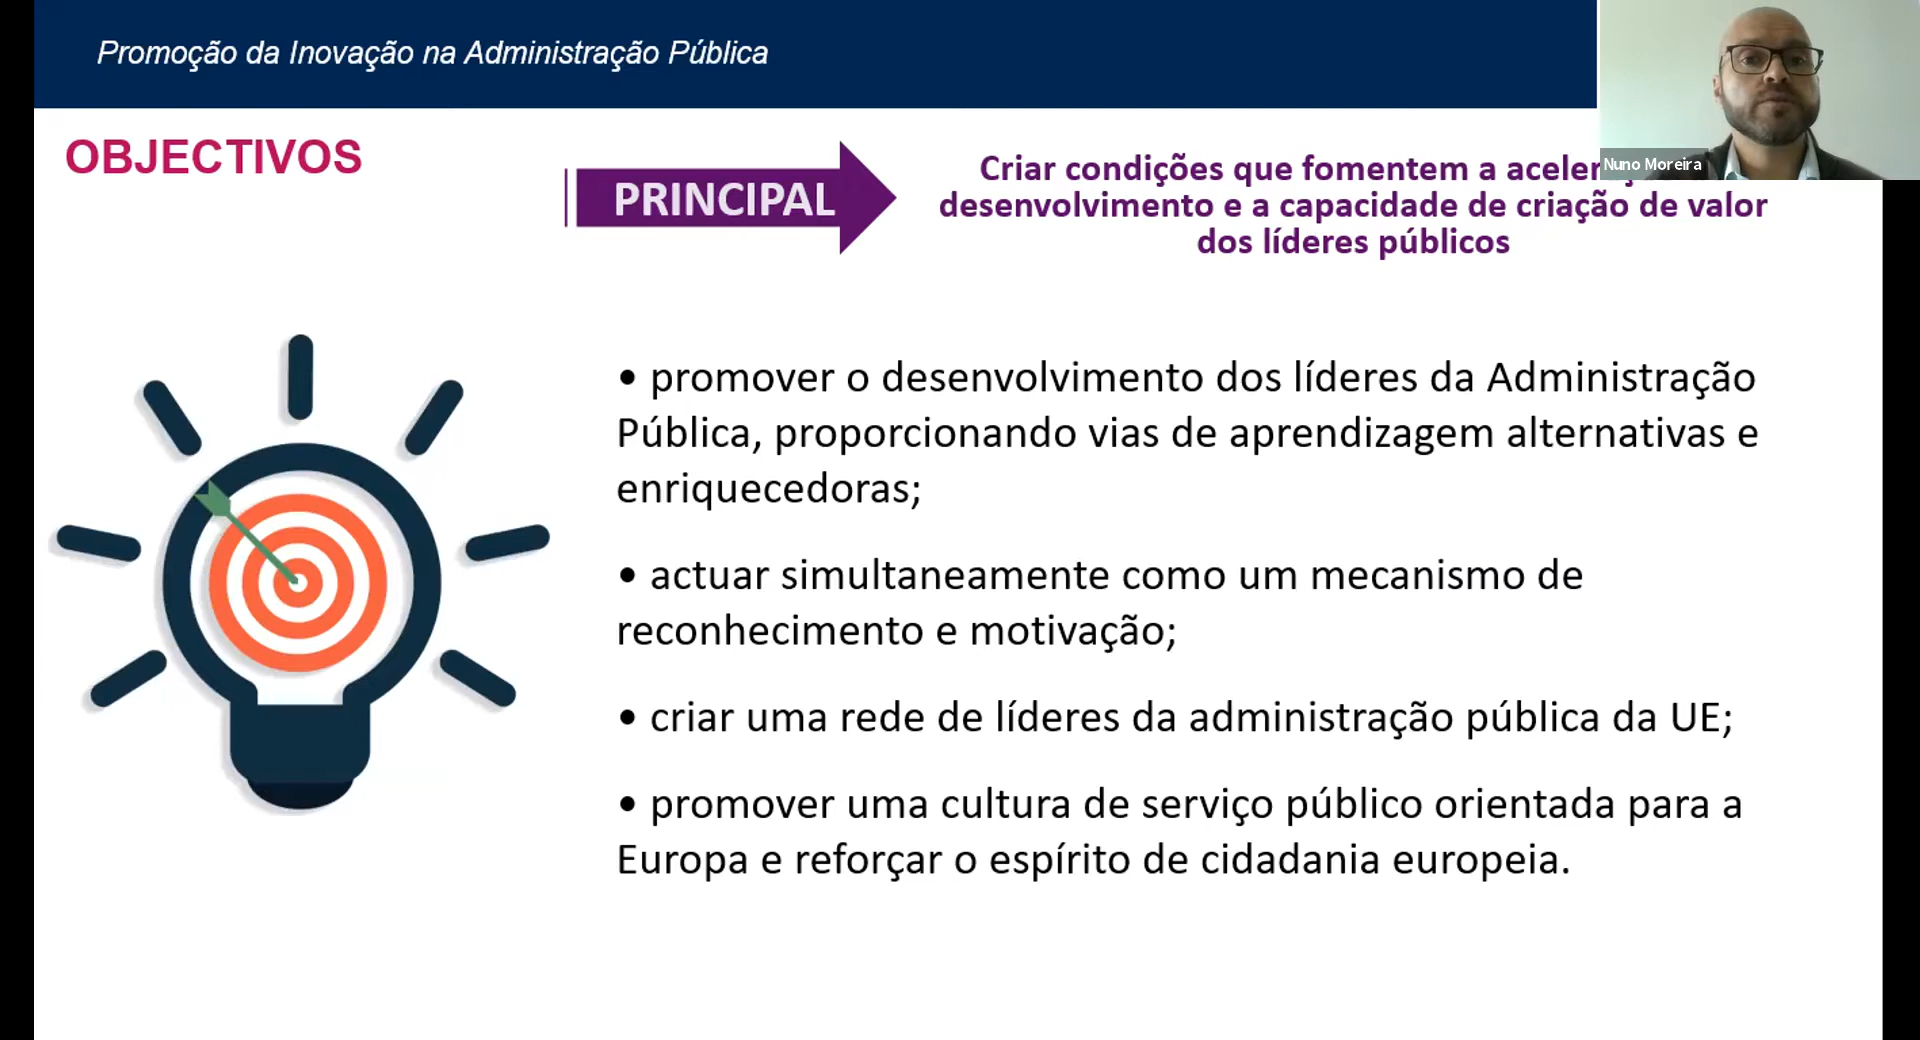 Promoção da Inovação na Administração Pública
Nuno Moreira
OBJECTIVOS
PRINCIPAL
Criar condições que fomentem a
desenvolvimento e a capacidade de criação de valor
dos líderes públicos
• promover o desenvolvimento dos líderes da Administração
Pública, proporcionando vias de aprendizagem alternativas e
enriquecedoras;
• actuar simultaneamente como um mecanismo de
reconhecimento e motivação;
• criar uma rede de líderes da administração pública da UE;
• promover uma cultura de serviço público orientada para a
Europa e reforçar o espírito de cidadania europeia.